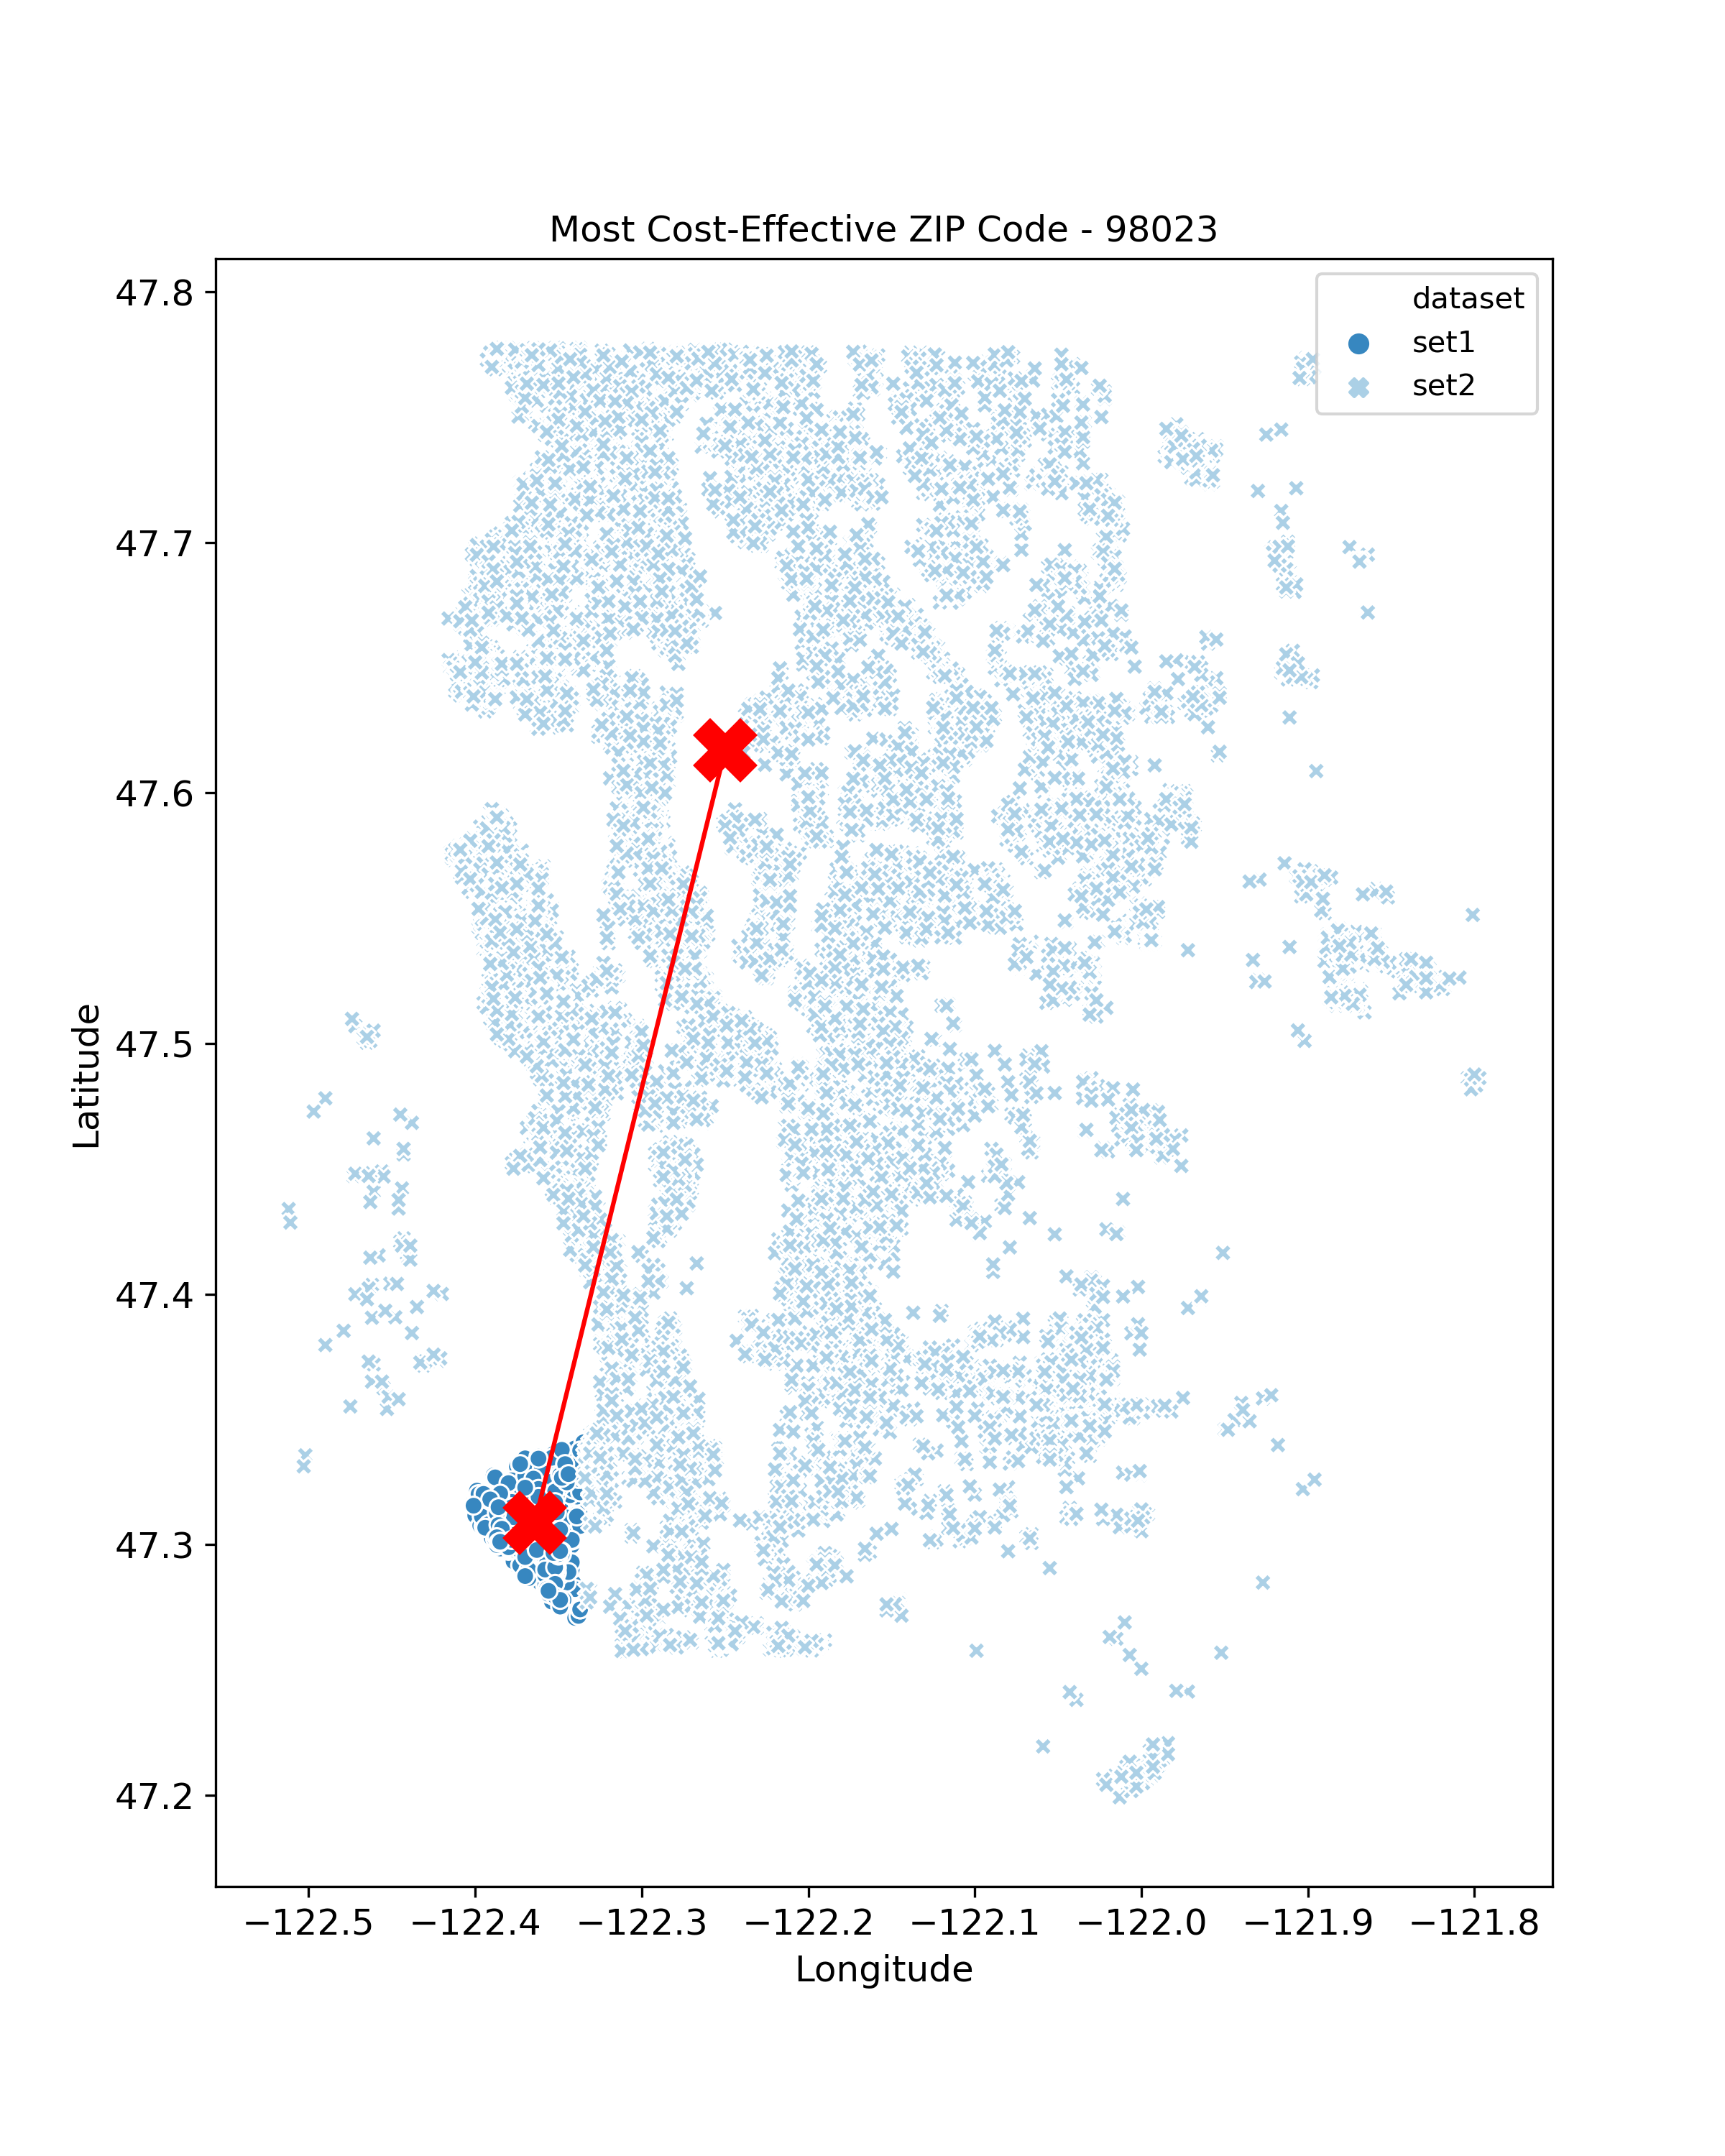 Most Cost-Effective ZIP Code - 98023
dataset
set1
set2
47.8
47.7
47.6
47.5
47.4
47.3
47.2
Latitude
−122.5
−122.4
−122.3
−122.2
−122.1
−122.0
−121.9
−121.8
Longitude